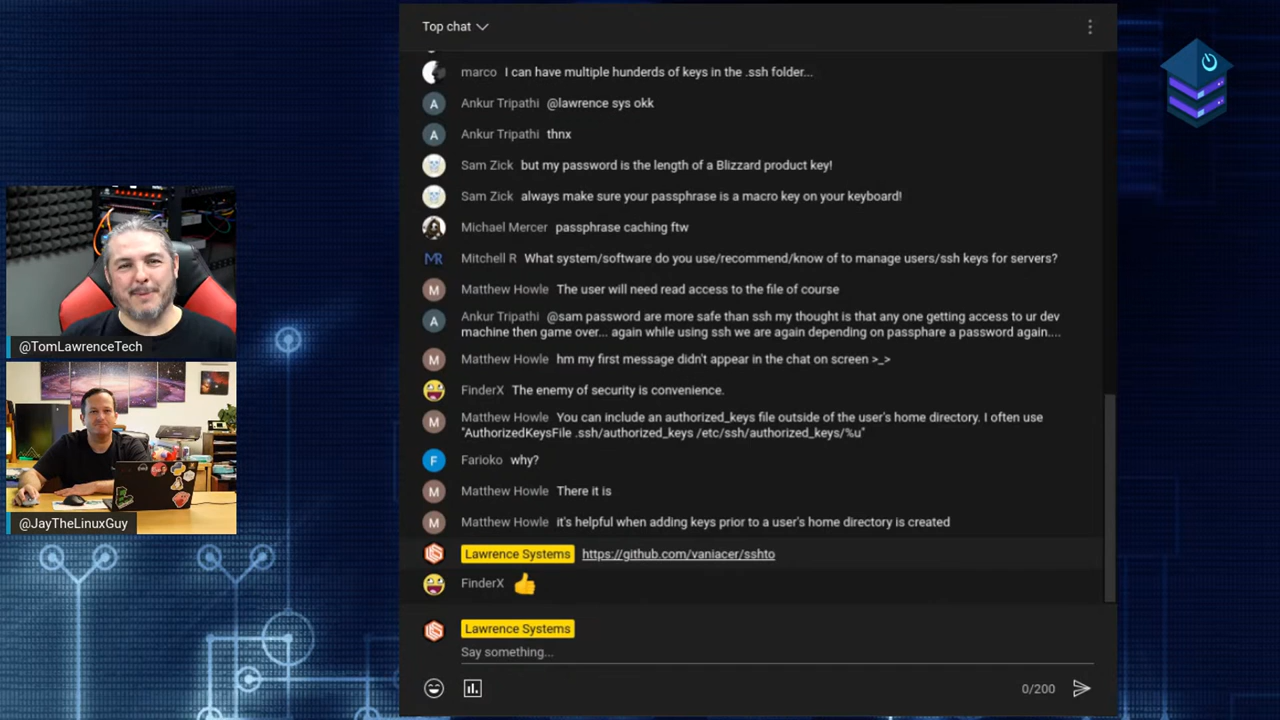 Top chat
marco I can have multiple hunderds of keys in the .ssh folder...
A Ankur Tripathi @lawrence sys okk
A Ankur Tripathi thnx
Sam Zick but my password is the length of a Blizzard product key!
Sam Zick always make sure your passphrase is a macro key on your keyboard!
Michael Mercer passphrase caching ftw
MR Mitchell R What system/software do you use/recommend/know of to manage users/ssh keys for servers?
M Matthew Howle The user will need read access to the file of course
A Ankur Tripathi @sam password are more safe than ssh my thought is that any one getting access to ur dev
machine then game over... again while using ssh we are again depending on passphare a password again....
M Matthew Howle hm my first message didn't appear in the chat on screen >_>
FinderX The enemy of security is convenience.
M Matthew Howle You can include an authorized_keys file outside of the user's home directory. I often use
"AuthorizedKeysFile .ssh/authorized_keys /etc/ssh/authorized_keys/%u"
F Farioko why?
M Matthew Howle There it is
M Matthew Howle it's helpful when adding keys prior to a user's home directory is created
Lawrence Systems https://github.com/vaniacer/sshto
FinderX 👍
Lawrence Systems
Say something...
0/200
@TomLawrenceTech
@JayTheLinuxGuy